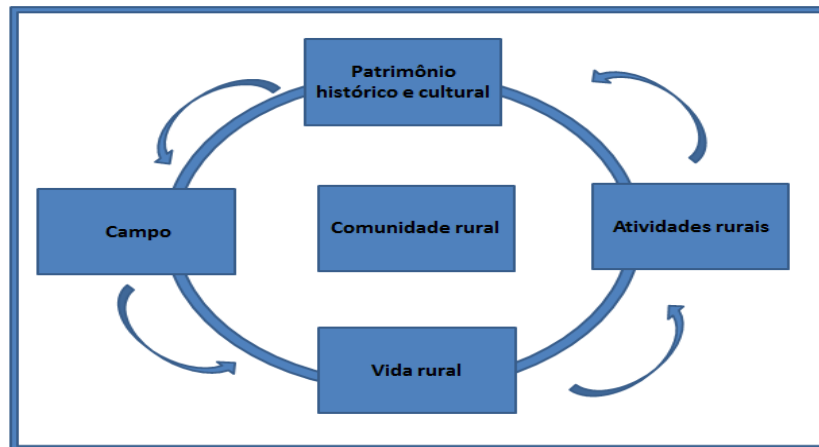 Patrimônio
histórico e cultural
Campo
Comunidade rural
Atividades rurais
Vida rural